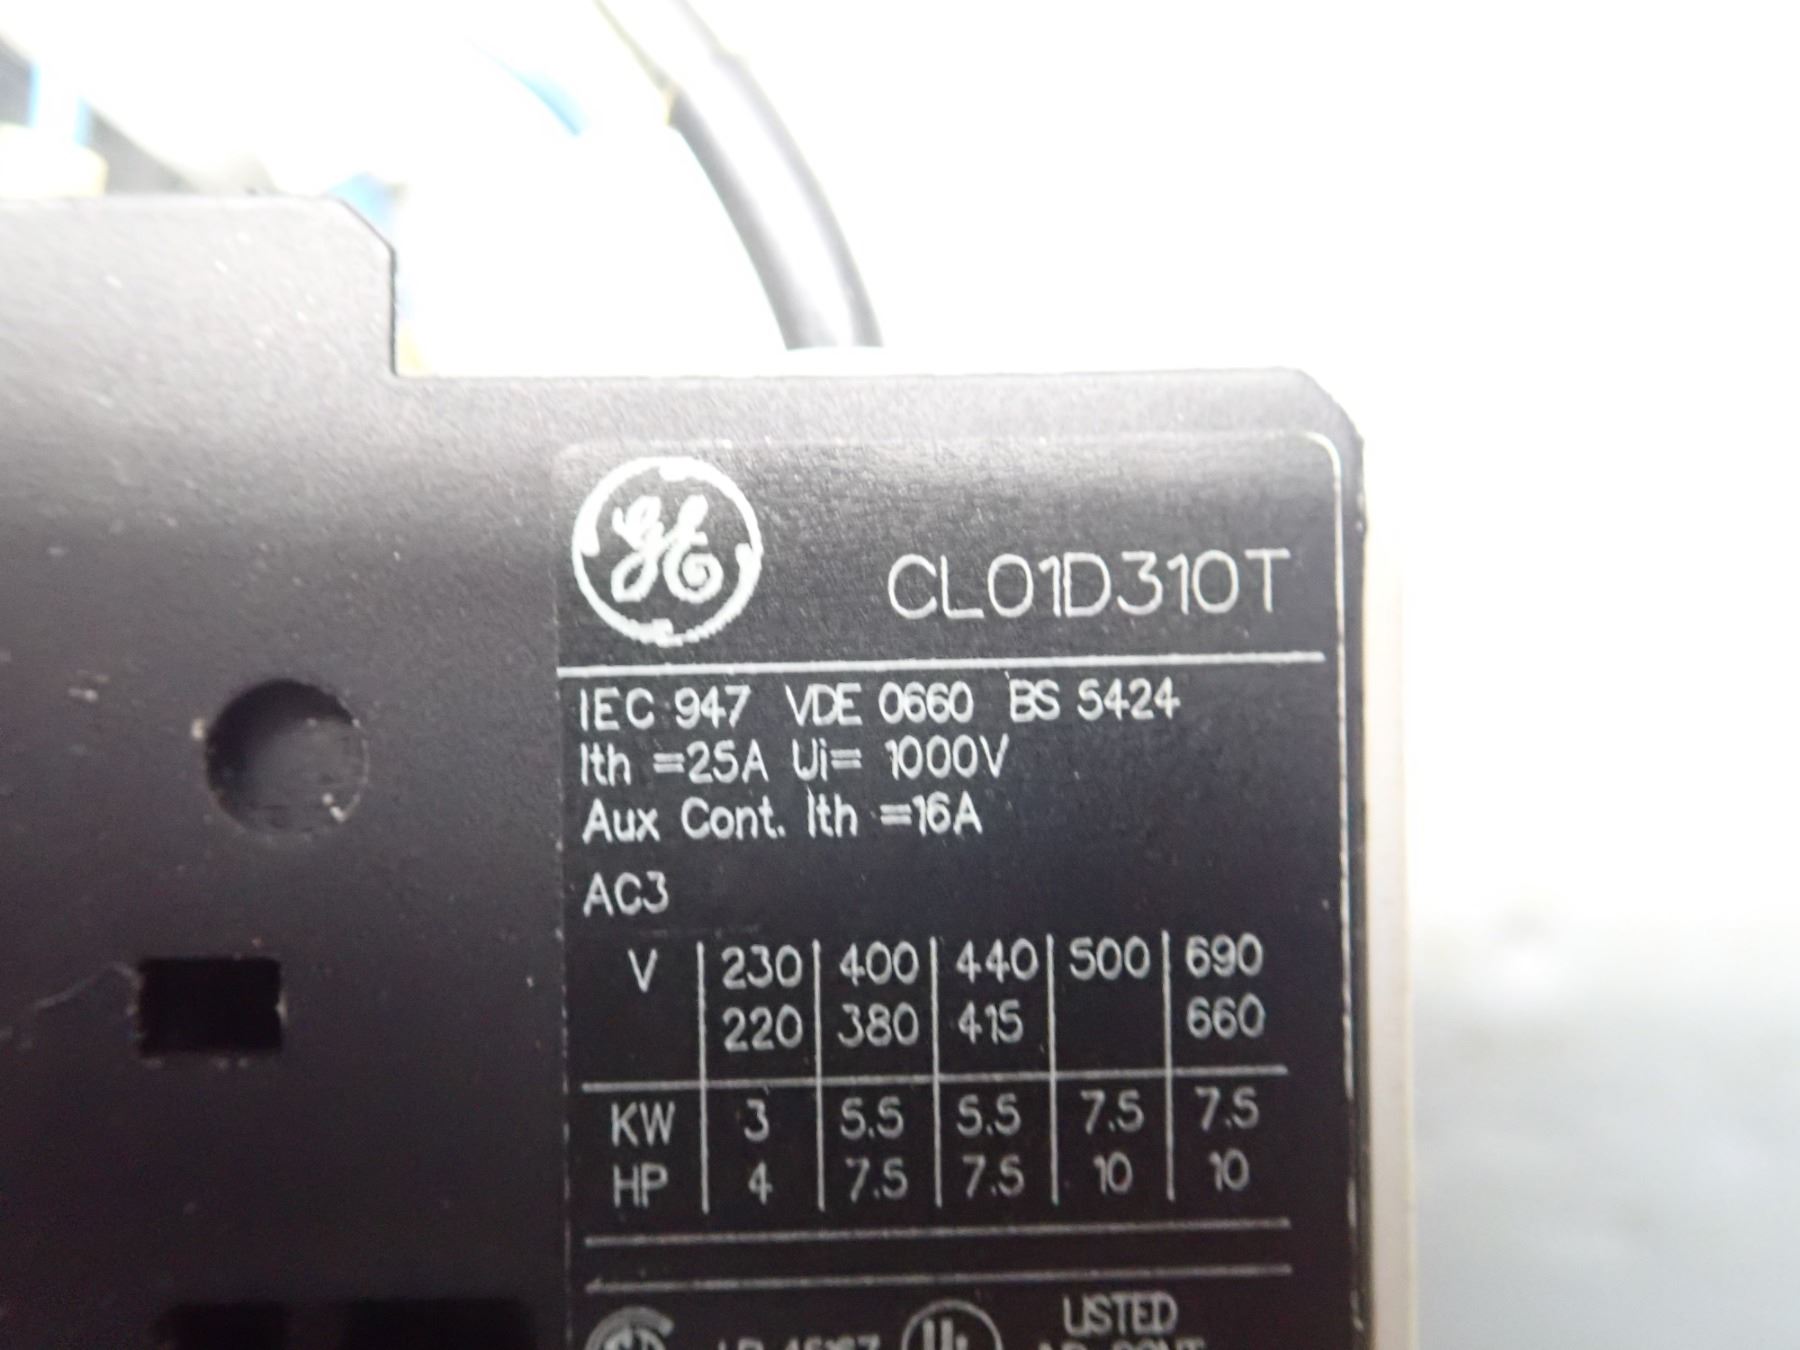 GE
CL01D310T
IEC 947 VDE 0660 BS 5424
Ith =25A Ui= 1000V
Aux Cont. Ith =16A
AC3
V 230 400 440 500 690
220 380 415 660
KW 3 5.5 5.5 7.5 7.5
HP 4 7.5 7.5 10 10
LISTED